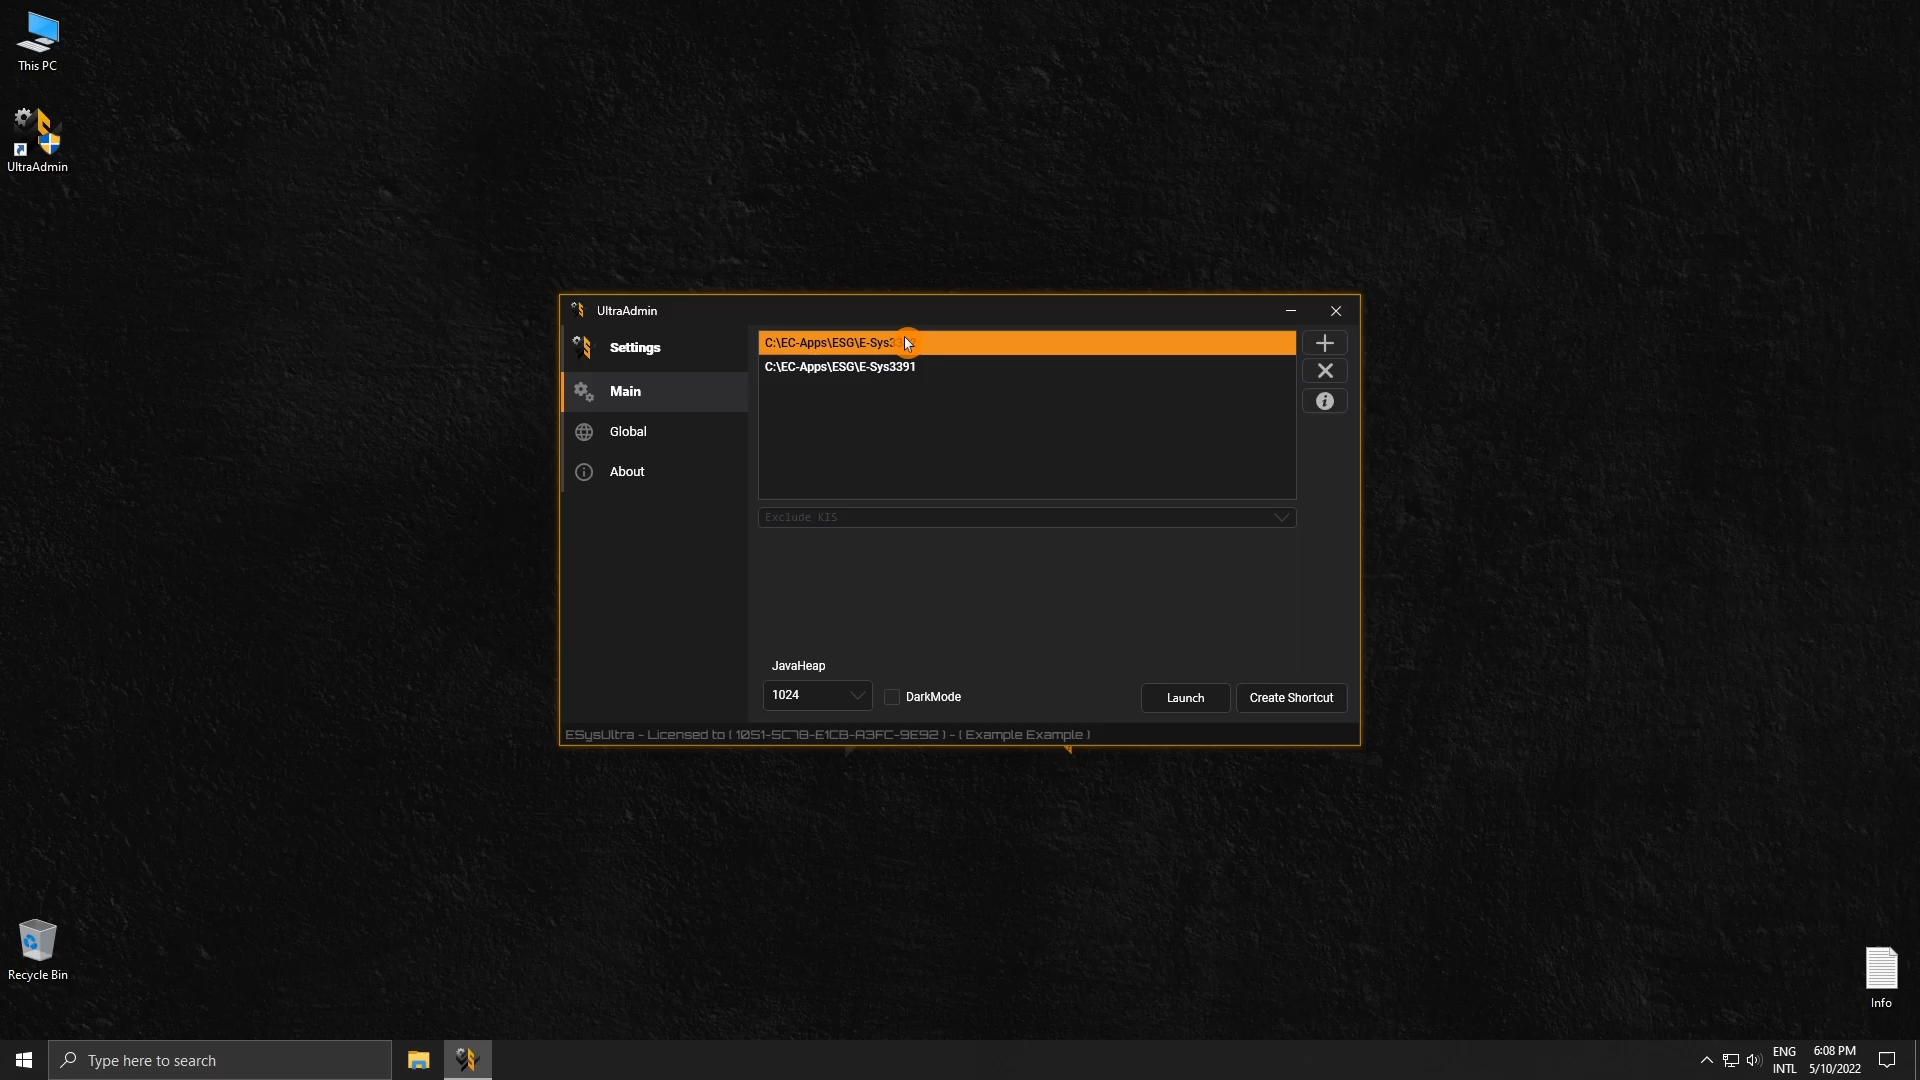 This PC
UltraAdmin
UltraAdmin
Settings
Main
Global
About
C:\EC-Apps\ESG\E-Sys3
C:\EC-Apps\ESG\E-Sys3391
Exclude KIS
JavaHeap
1024
DarkMode
Launch
Create Shortcut
ESysUltra - Licensed to ( 1051-5C78-E1CB-A3FC-9E92 ) - ( Example Example )
Recycle Bin
Info
Type here to search
ENG
INTL
6:08 PM
5/10/2022